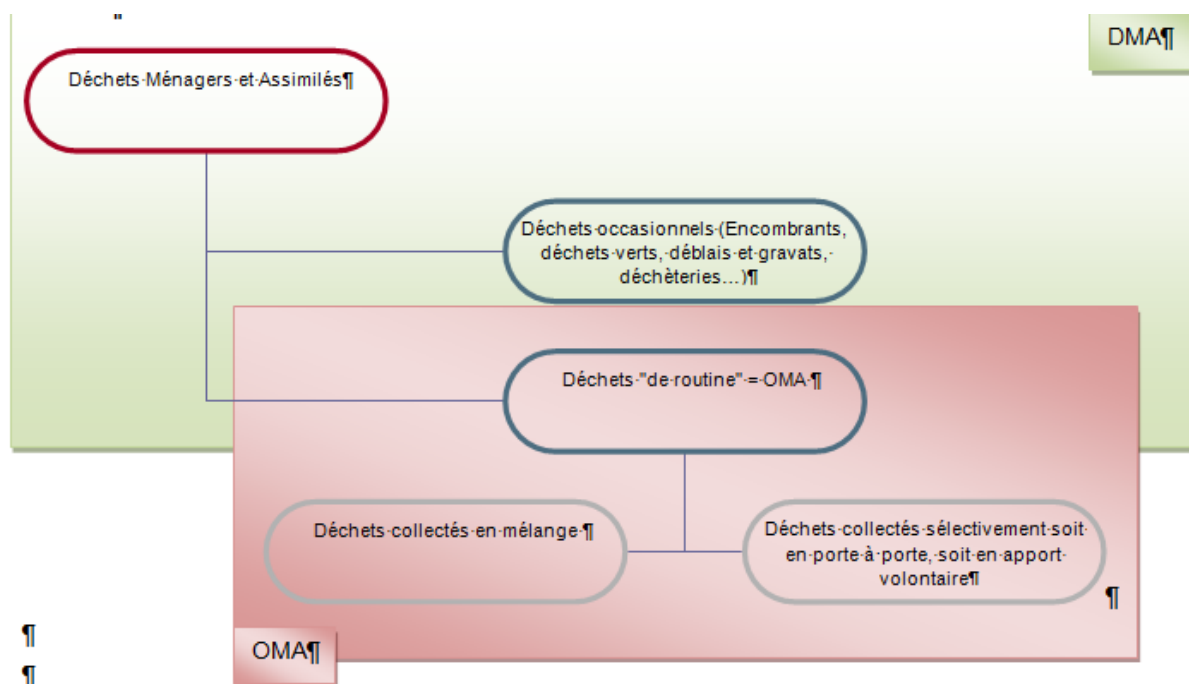 ¶
DMA¶
Déchets·Ménagers·et·Assimilés¶
Déchets·occasionnels·(Encombrants,
déchets·verts,·déblais·et·gravats,·
déchèteries…)¶
Déchets·"de·routine"·=·OMA·¶
Déchets·collectés·en·mélange·¶
Déchets·collectés·sélectivement·soit·
en·porte·à·porte,·soit·en·apport·
volontaire¶
¶
¶
OMA¶
¶